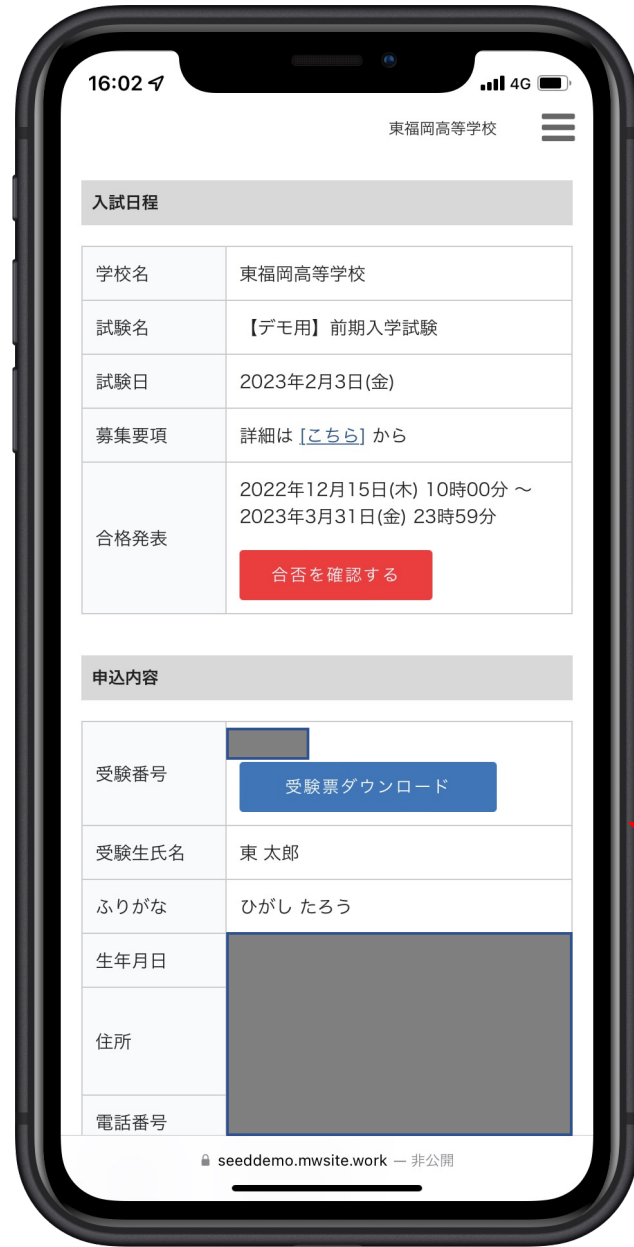 16:02
4G
東福岡高等学校
入試日程
学校名 東福岡高等学校
試験名 【デモ用】前期入学試験
試験日 2023年2月3日(金)
募集要項 詳細は [こちら] から
合格発表 2022年12月15日(木) 10時00分 ～
2023年3月31日(金) 23時59分
合否を確認する
申込内容
受験番号
受験票ダウンロード
受験生氏名 東 太郎
ふりがな ひがし たろう
生年月日
住所
電話番号
seeddemo.mwsite.work — 非公開